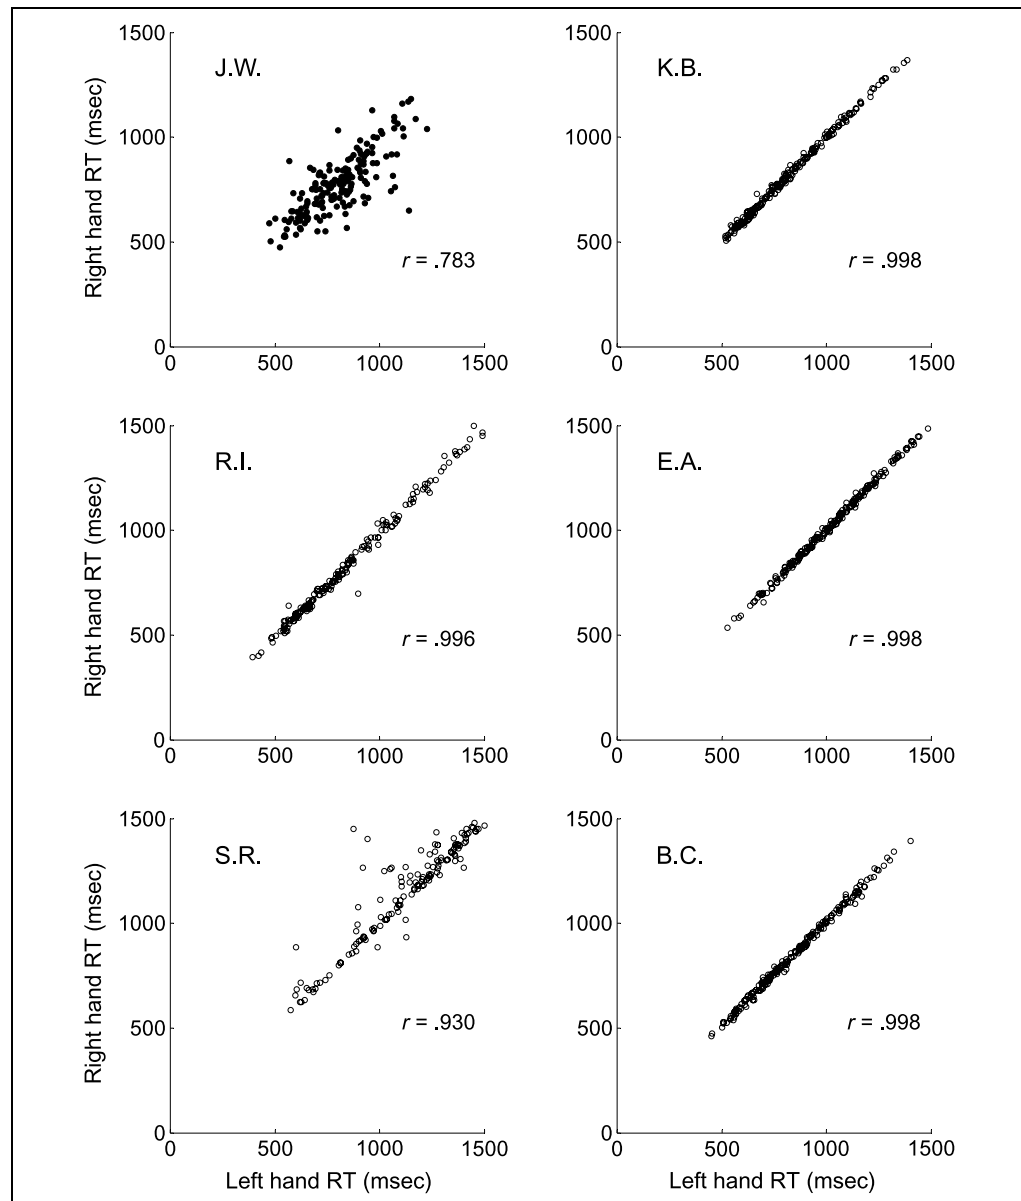 1500
J.W.
1000
Right hand RT (msec)
500
r = .783
0
0 500 1000 1500
1500
K.B.
1000
500
r = .998
0
0 500 1000 1500
1500
R.I.
1000
Right hand RT (msec)
500
r = .996
0
0 500 1000 1500
1500
E.A.
1000
500
r = .998
0
0 500 1000 1500
1500
S.R.
1000
Right hand RT (msec)
500
r = .930
0
0 500 1000 1500
Left hand RT (msec)
1500
B.C.
1000
500
r = .998
0
0 500 1000 1500
Left hand RT (msec)